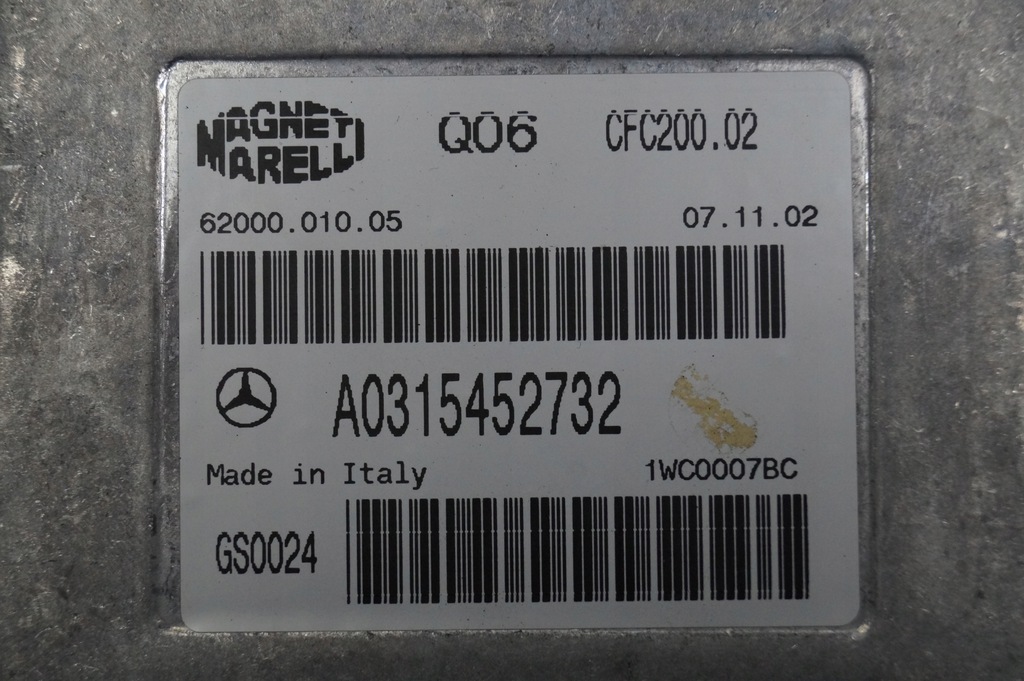 MAGNETI MARELLI
Q06 CFC200.02
62000.010.05 07.11.02
A0315452732
Made in Italy 1WC0007BC
GS0024